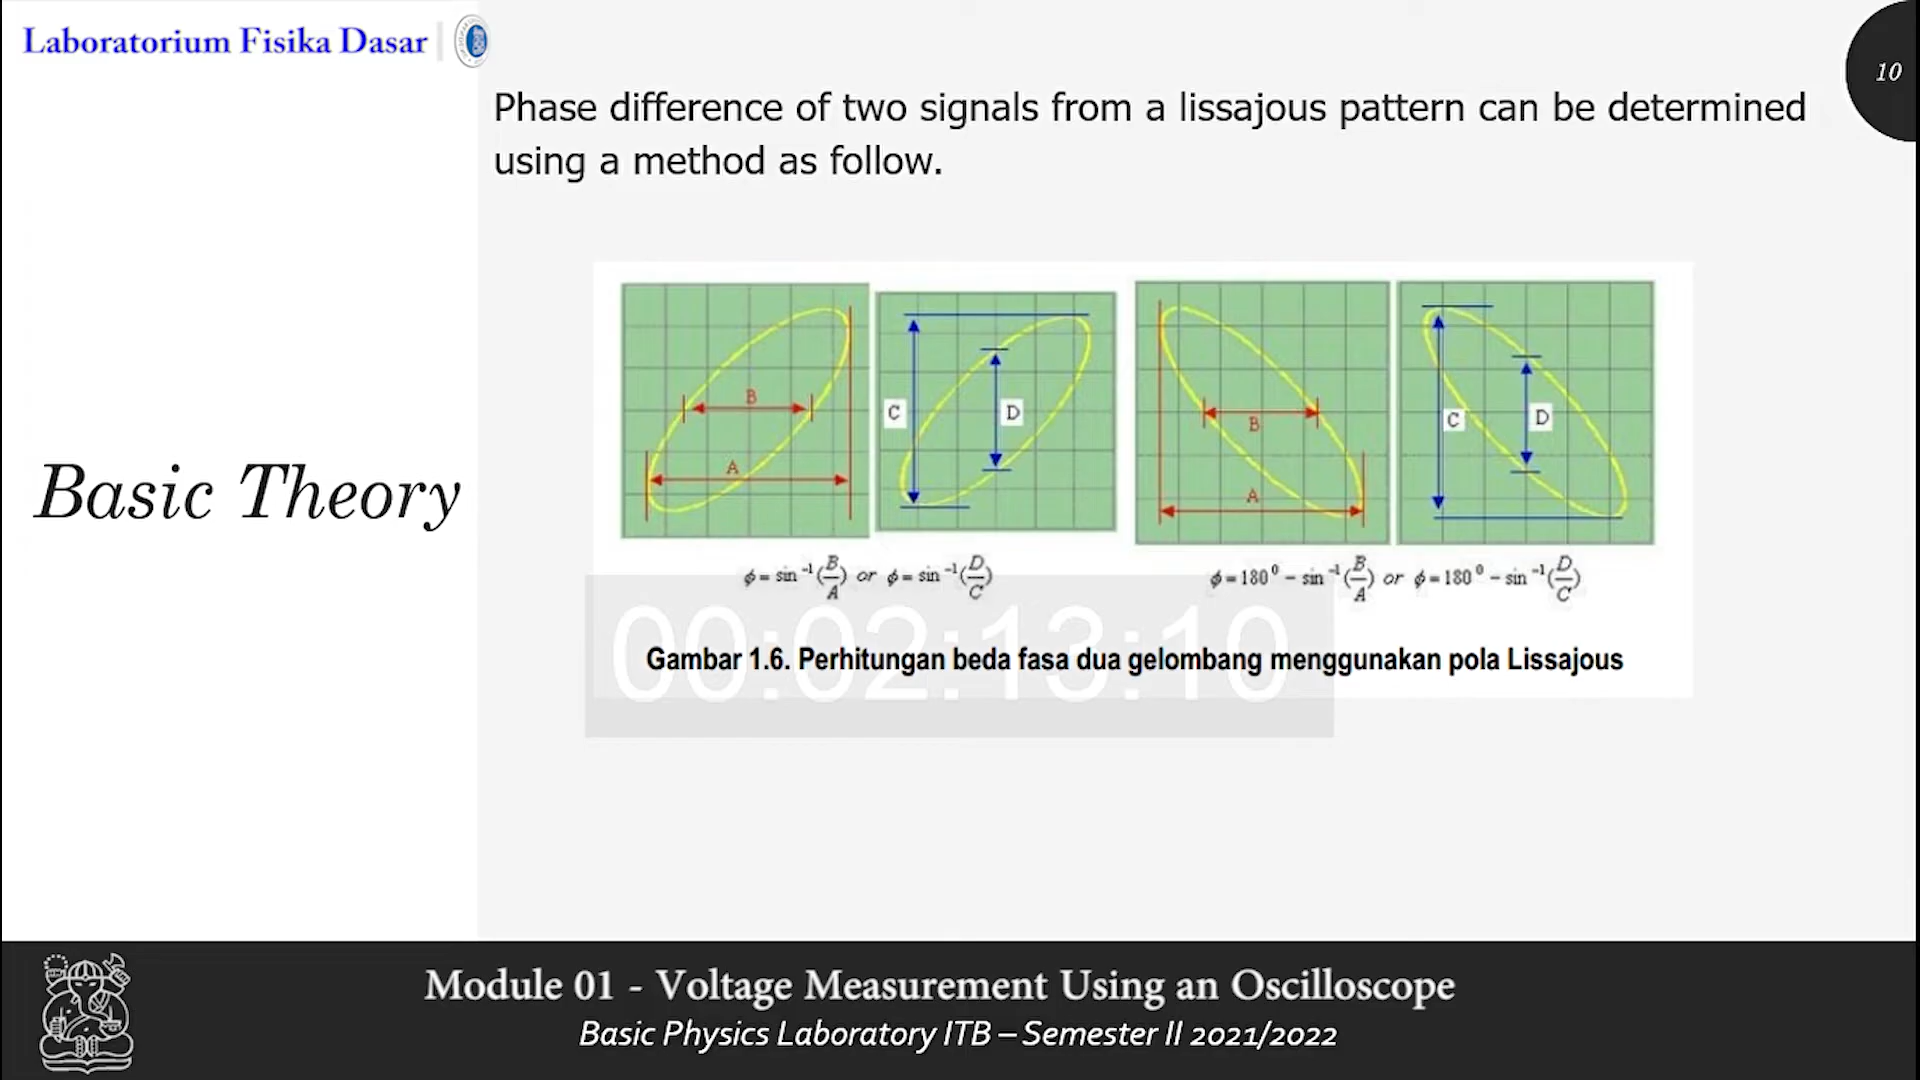 Laboratorium Fisika Dasar
10
Phase difference of two signals from a lissajous pattern can be determined
using a method as follow.
Basic Theory
B
A
C
D
B
A
C
D
ϕ = sin⁻¹(B/A) or ϕ = sin⁻¹(D/C)
ϕ = 180⁰ − sin⁻¹(B/A) or ϕ = 180⁰ − sin⁻¹(D/C)
00:02:13:10
Gambar 1.6. Perhitungan beda fasa dua gelombang menggunakan pola Lissajous
Module 01 - Voltage Measurement Using an Oscilloscope
Basic Physics Laboratory ITB – Semester II 2021/2022